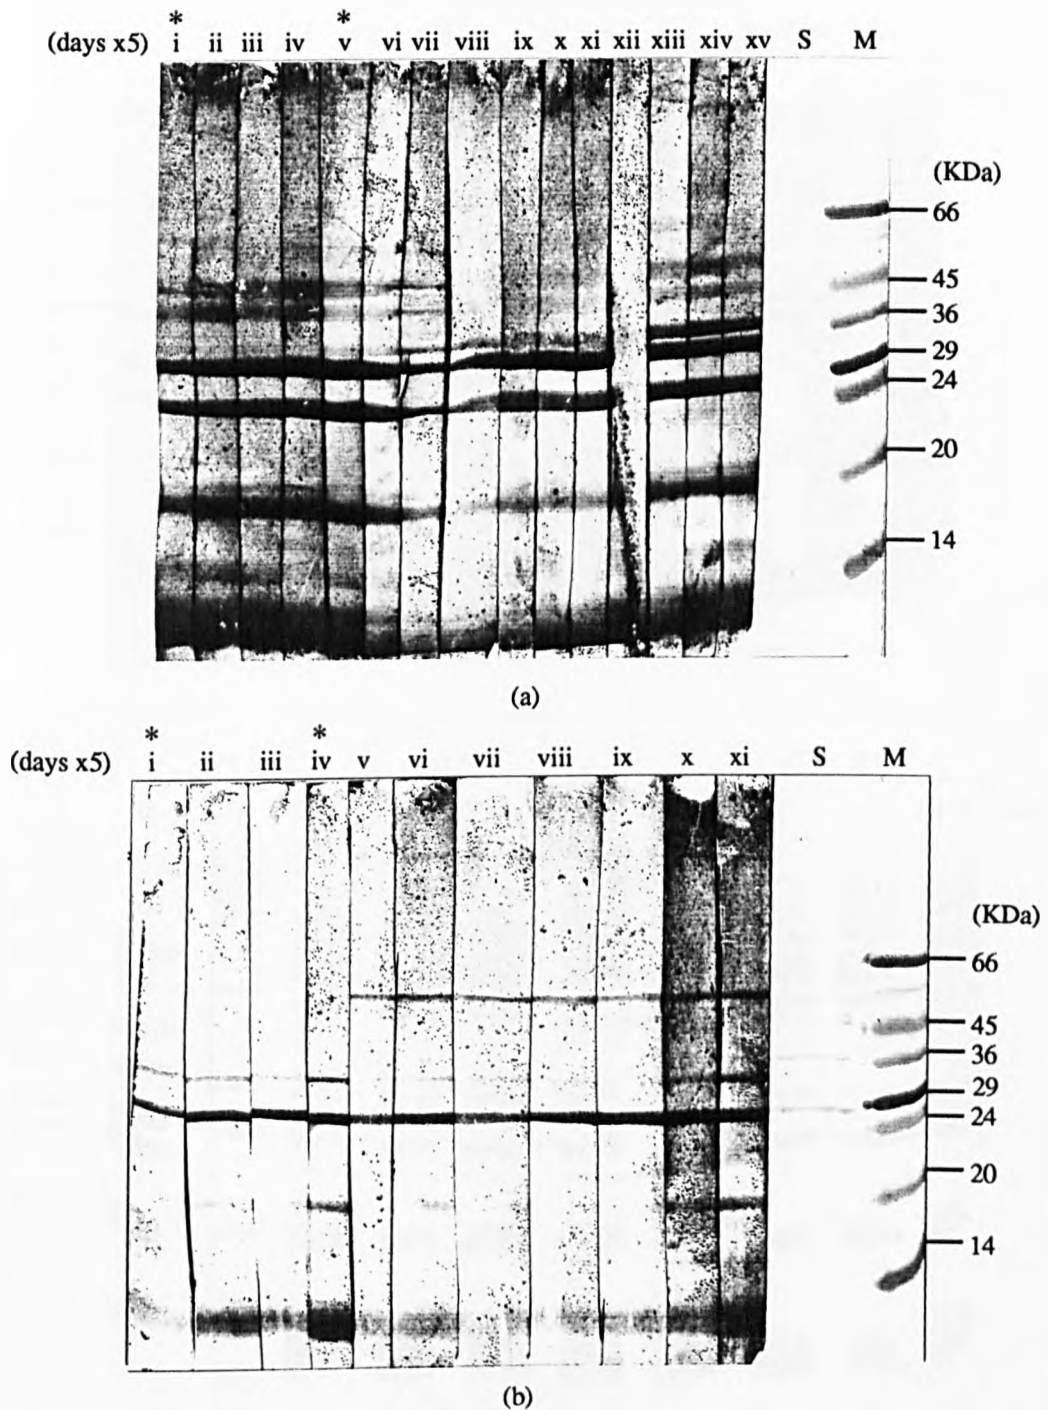 * *
(days x5) i ii iii iv v vi vii viii ix x xi xii xiii xiv xv S M
(KDa)
66
45
36
29
24
20
14
(a)
* *
(days x5) i ii iii iv v vi vii viii ix x xi S M
(KDa)
66
45
36
29
24
20
14
(b)